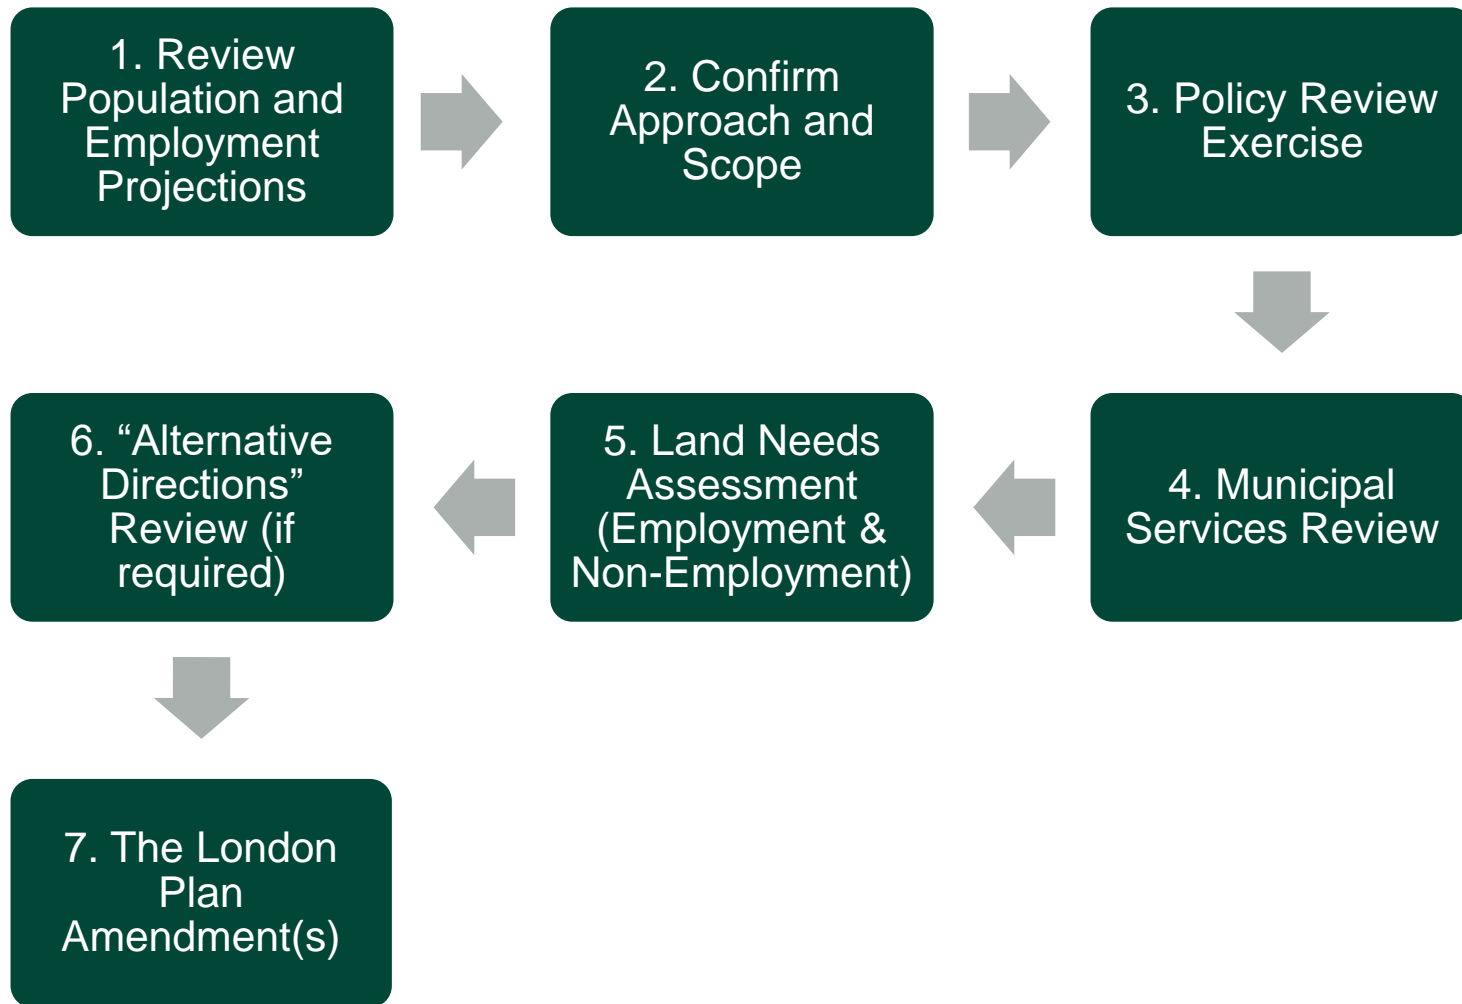 1. Review
Population and
Employment
Projections
2. Confirm
Approach and
Scope
3. Policy Review
Exercise
4. Municipal
Services Review
5. Land Needs
Assessment
(Employment &
Non-Employment)
6. “Alternative
Directions”
Review (if
required)
7. The London
Plan
Amendment(s)